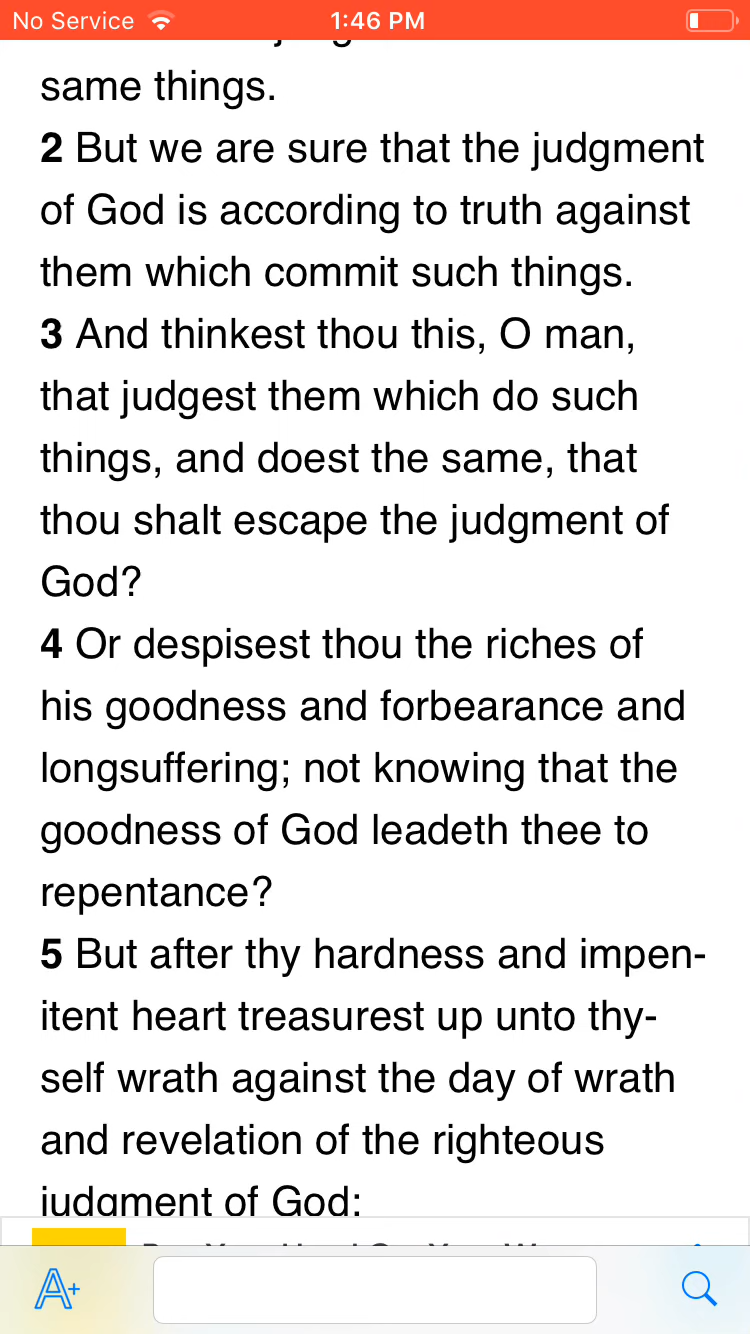 No Service 1:46 PM
same things.
2 But we are sure that the judgment
of God is according to truth against
them which commit such things.
3 And thinkest thou this, O man,
that judgest them which do such
things, and doest the same, that
thou shalt escape the judgment of
God?
4 Or despisest thou the riches of
his goodness and forbearance and
longsuffering; not knowing that the
goodness of God leadeth thee to
repentance?
5 But after thy hardness and impen-
itent heart treasurest up unto thy-
self wrath against the day of wrath
and revelation of the righteous
judgment of God:
A+